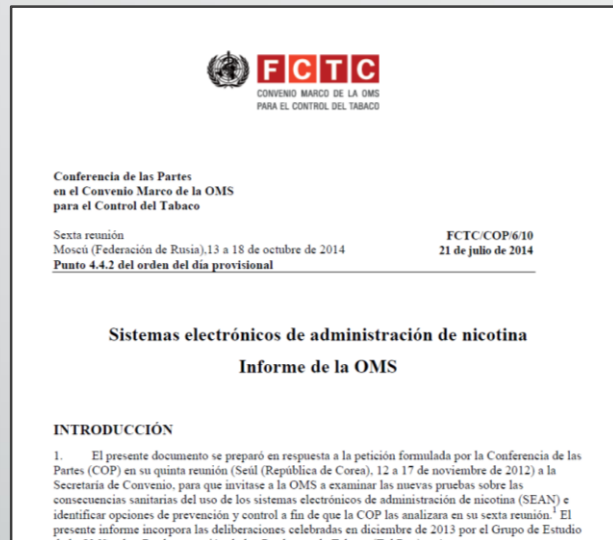 FCTC
CONVENIO MARCO DE LA OMS
PARA EL CONTROL DEL TABACO
Conferencia de las Partes
en el Convenio Marco de la OMS
para el Control del Tabaco
Sexta reunión
FCTC/COP/6/10
Moscú (Federación de Rusia),13 a 18 de octubre de 2014
21 de julio de 2014
Punto 4.4.2 del orden del día provisional
Sistemas electrónicos de administración de nicotina
Informe de la OMS
INTRODUCCIÓN
1. El presente documento se preparó en respuesta a la petición formulada por la Conferencia de las
Partes (COP) en su quinta reunión (Seúl (República de Corea), 12 a 17 de noviembre de 2012) a la
Secretaría de Convenio, para que invitase a la OMS a examinar las nuevas pruebas sobre las
consecuencias sanitarias del uso de los sistemas electrónicos de administración de nicotina (SEAN) e
identificar opciones de prevención y control a fin de que la COP las analizara en su sexta reunión.1 El
presente informe incorpora las deliberaciones celebradas en diciembre de 2013 por el Grupo de Estudio